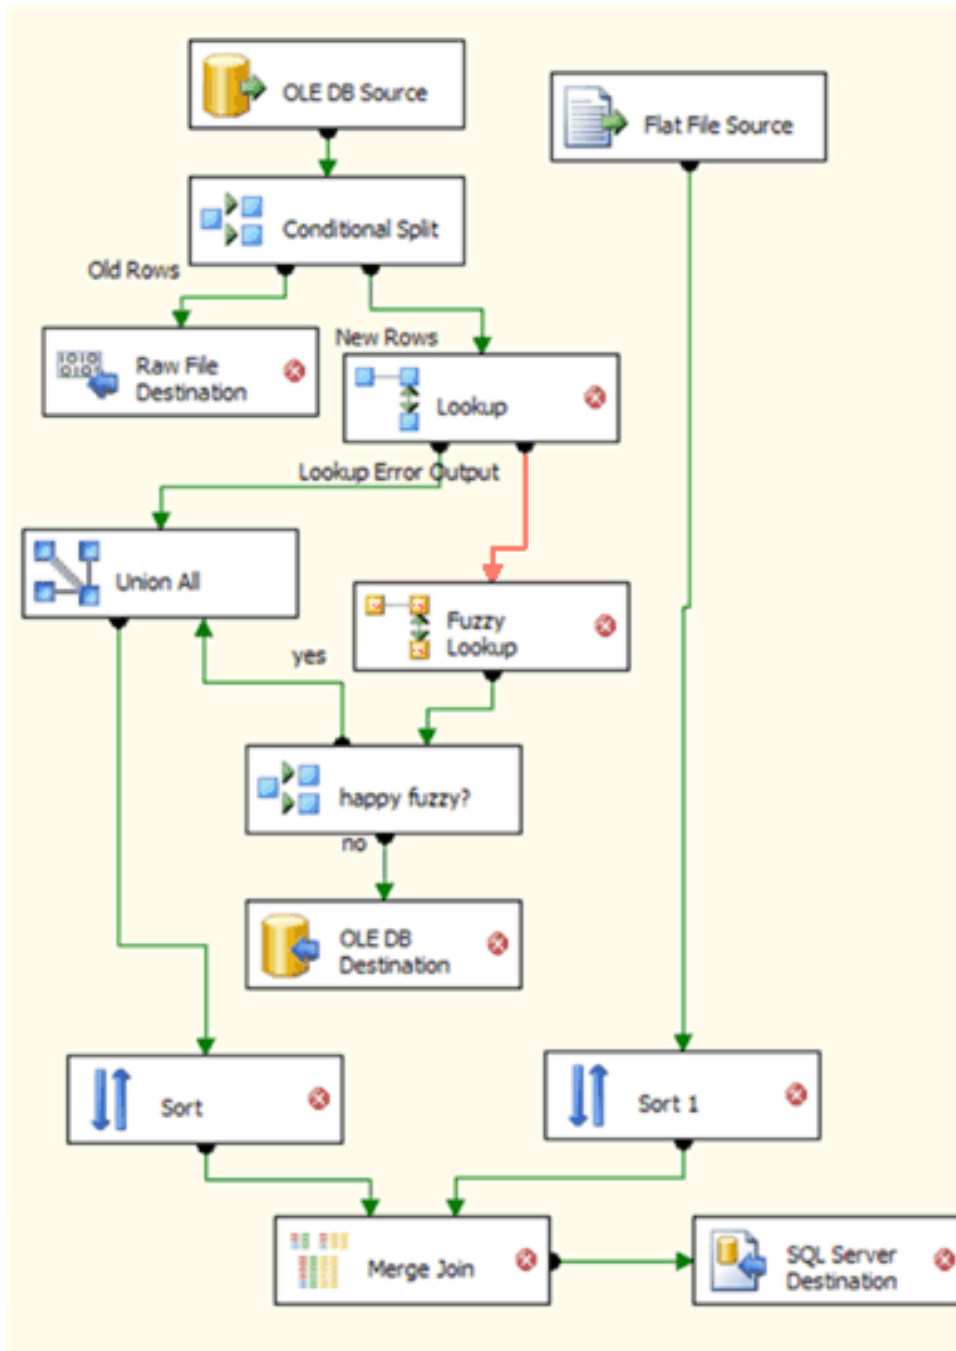 OLE DB Source
Flat File Source
Conditional Split
Old Rows
New Rows
Raw File
Destination
Lookup
Lookup Error Output
Union All
Fuzzy
Lookup
yes
happy fuzzy?
no
OLE DB
Destination
Sort
Sort 1
Merge Join
SQL Server
Destination